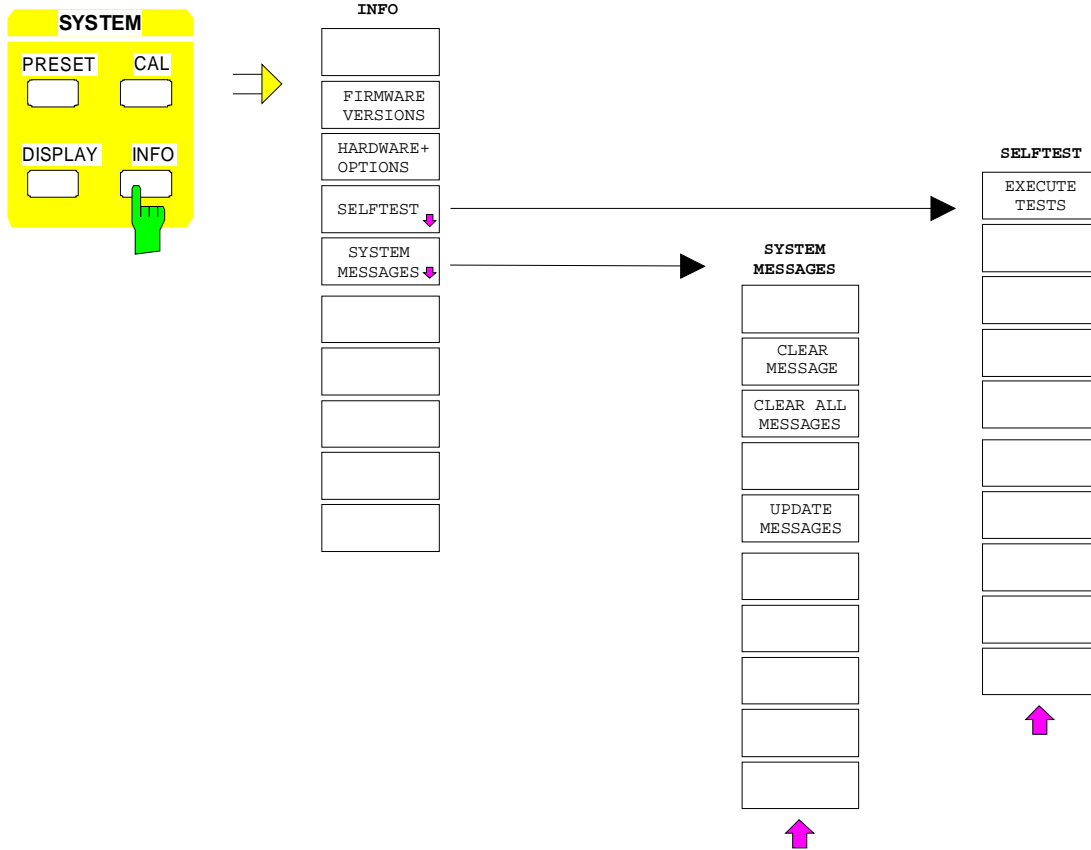 SYSTEM
PRESET CAL
DISPLAY INFO
INFO
FIRMWARE
VERSIONS
HARDWARE+
OPTIONS
SELFTEST
SYSTEM
MESSAGES
SYSTEM
MESSAGES
CLEAR
MESSAGE
CLEAR ALL
MESSAGES
UPDATE
MESSAGES
SELFTEST
EXECUTE
TESTS